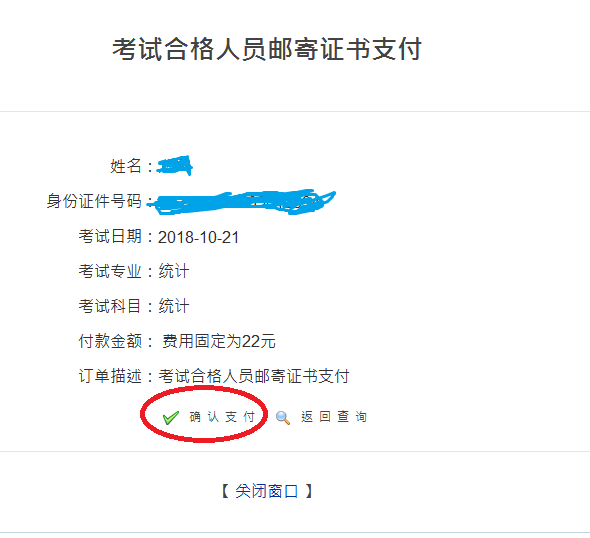 考试合格人员邮寄证书支付
姓名：
身份证件号码：
考试日期：2018-10-21
考试专业：统计
考试科目：统计
付款金额： 费用固定为22元
订单描述：考试合格人员邮寄证书支付
确认支付 返回查询
【 关闭窗口 】